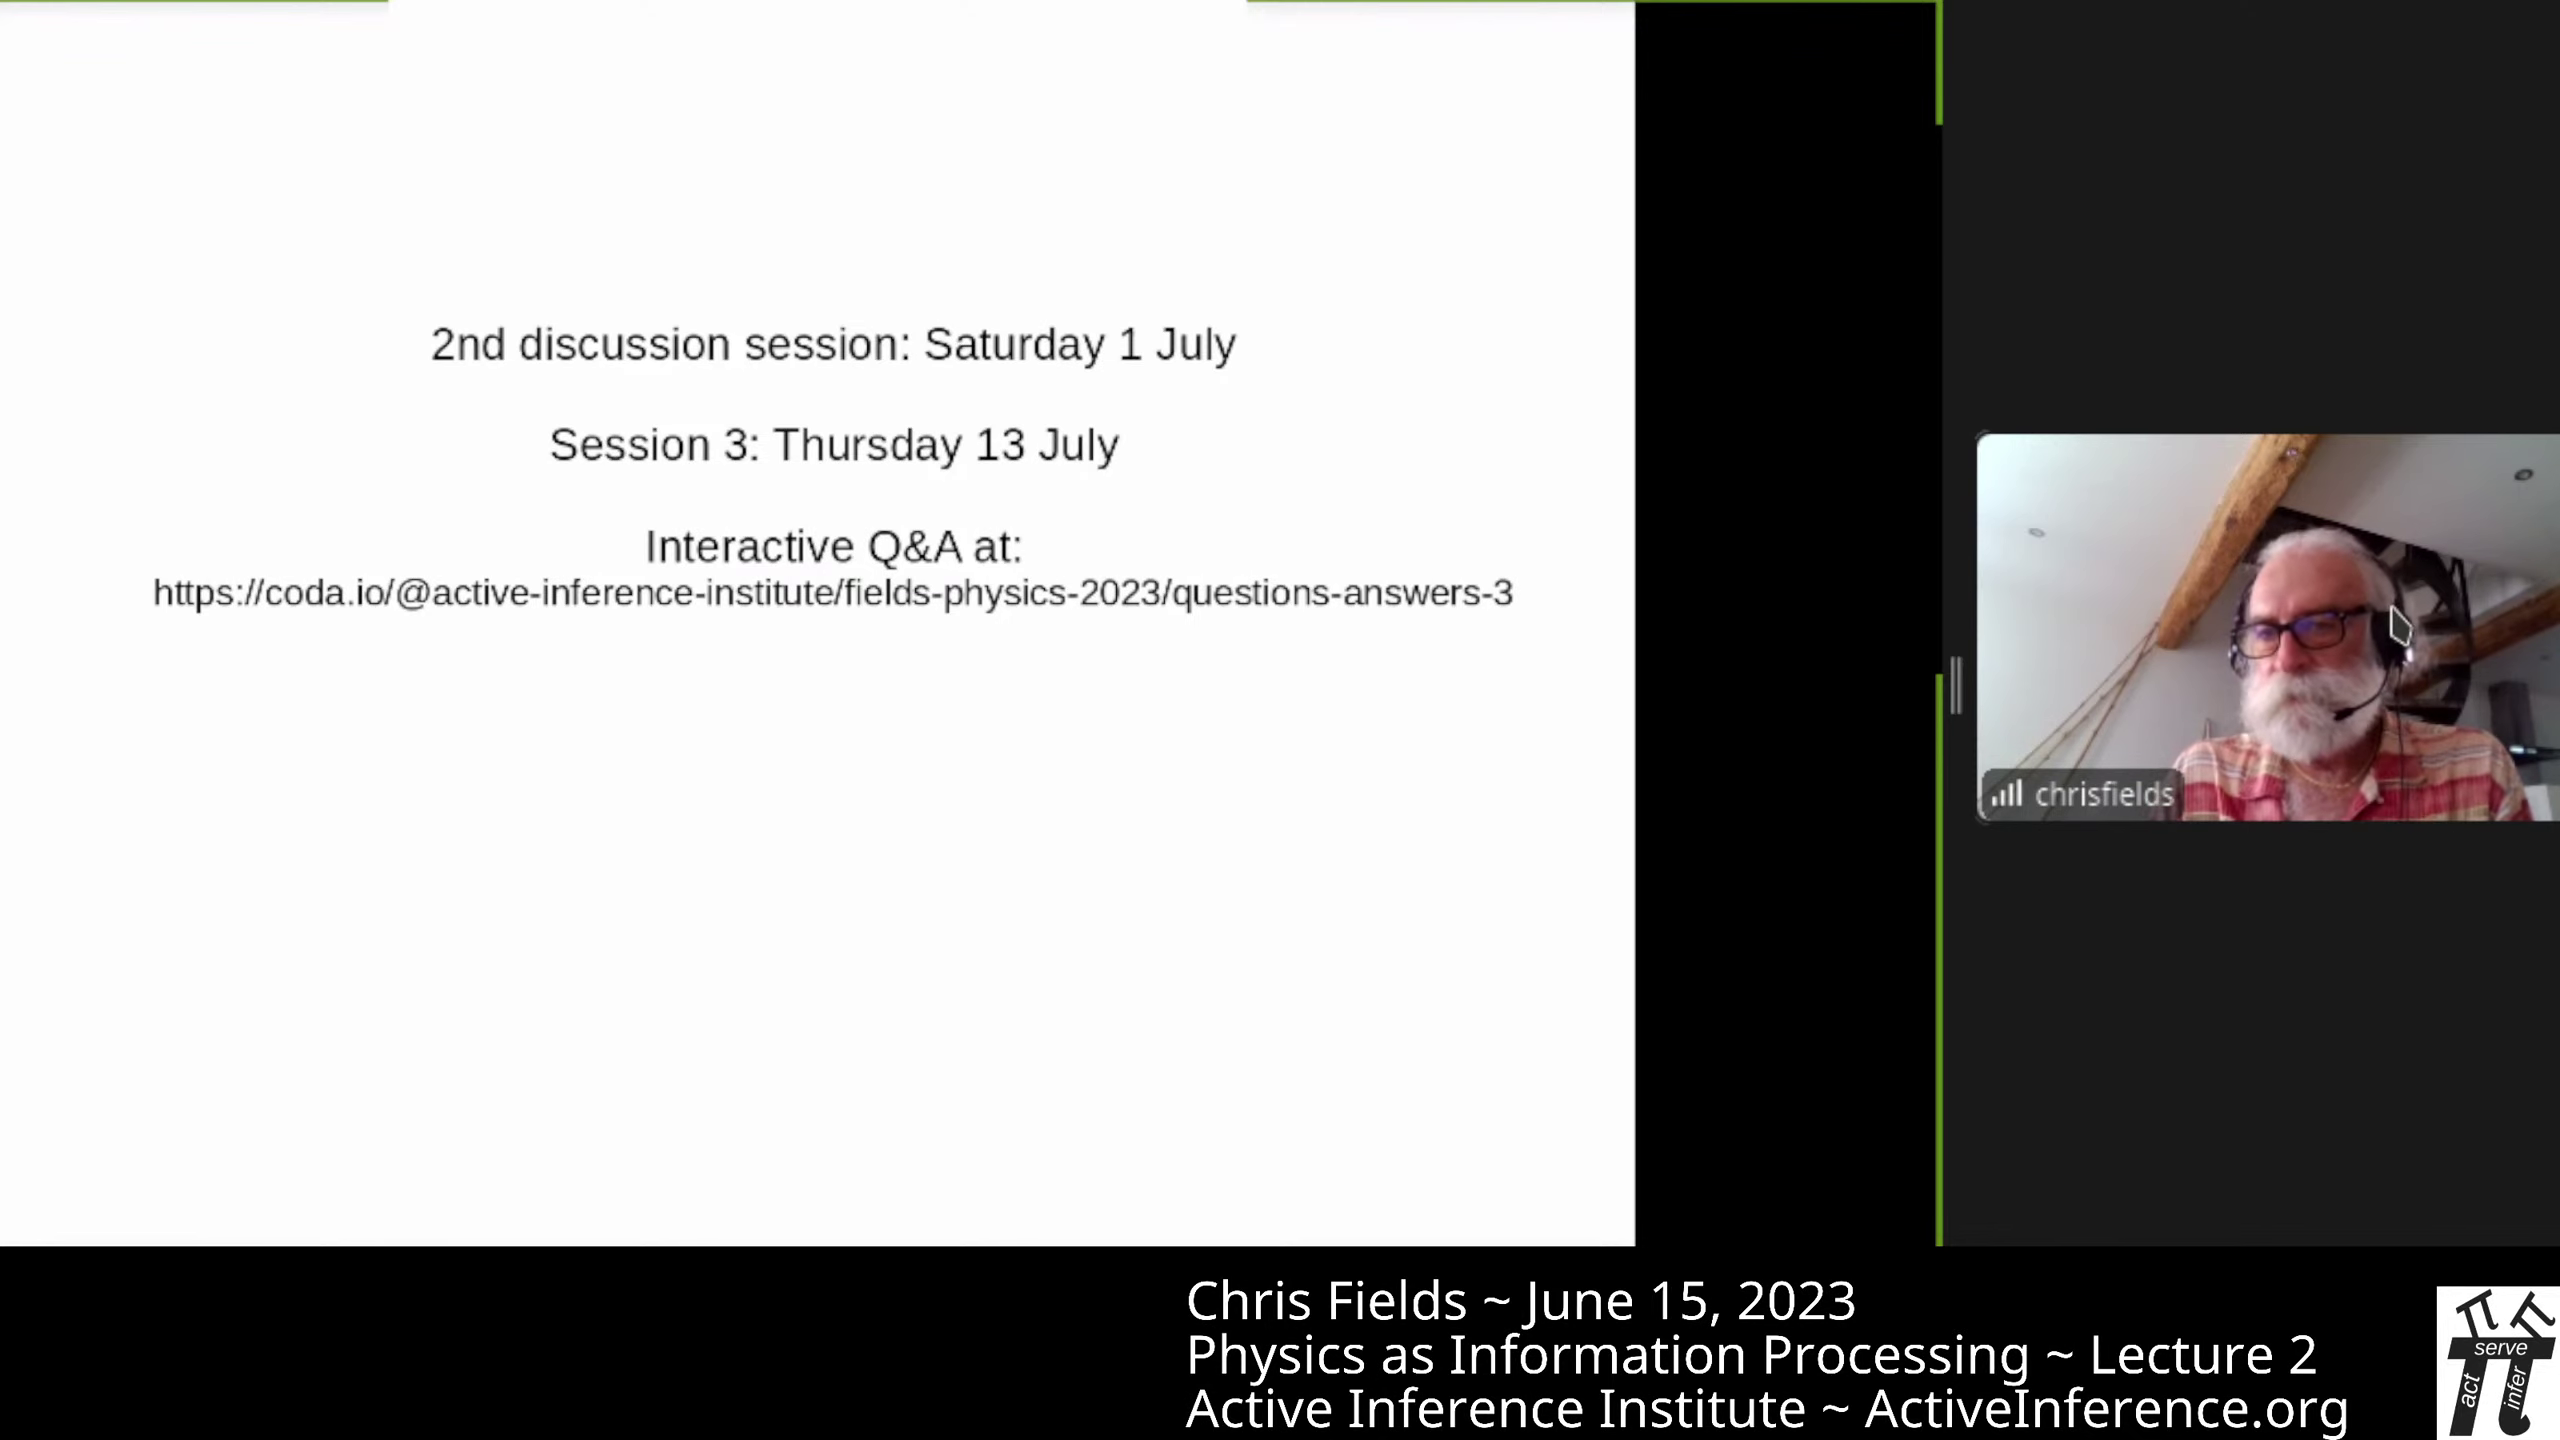 2nd discussion session: Saturday 1 July
Session 3: Thursday 13 July
Interactive Q&A at:
https://coda.io/@active-inference-institute/fields-physics-2023/questions-answers-3
chrisfields
Chris Fields ~ June 15, 2023
Physics as Information Processing ~ Lecture 2
Active Inference Institute ~ ActiveInference.org
serve
act
infer